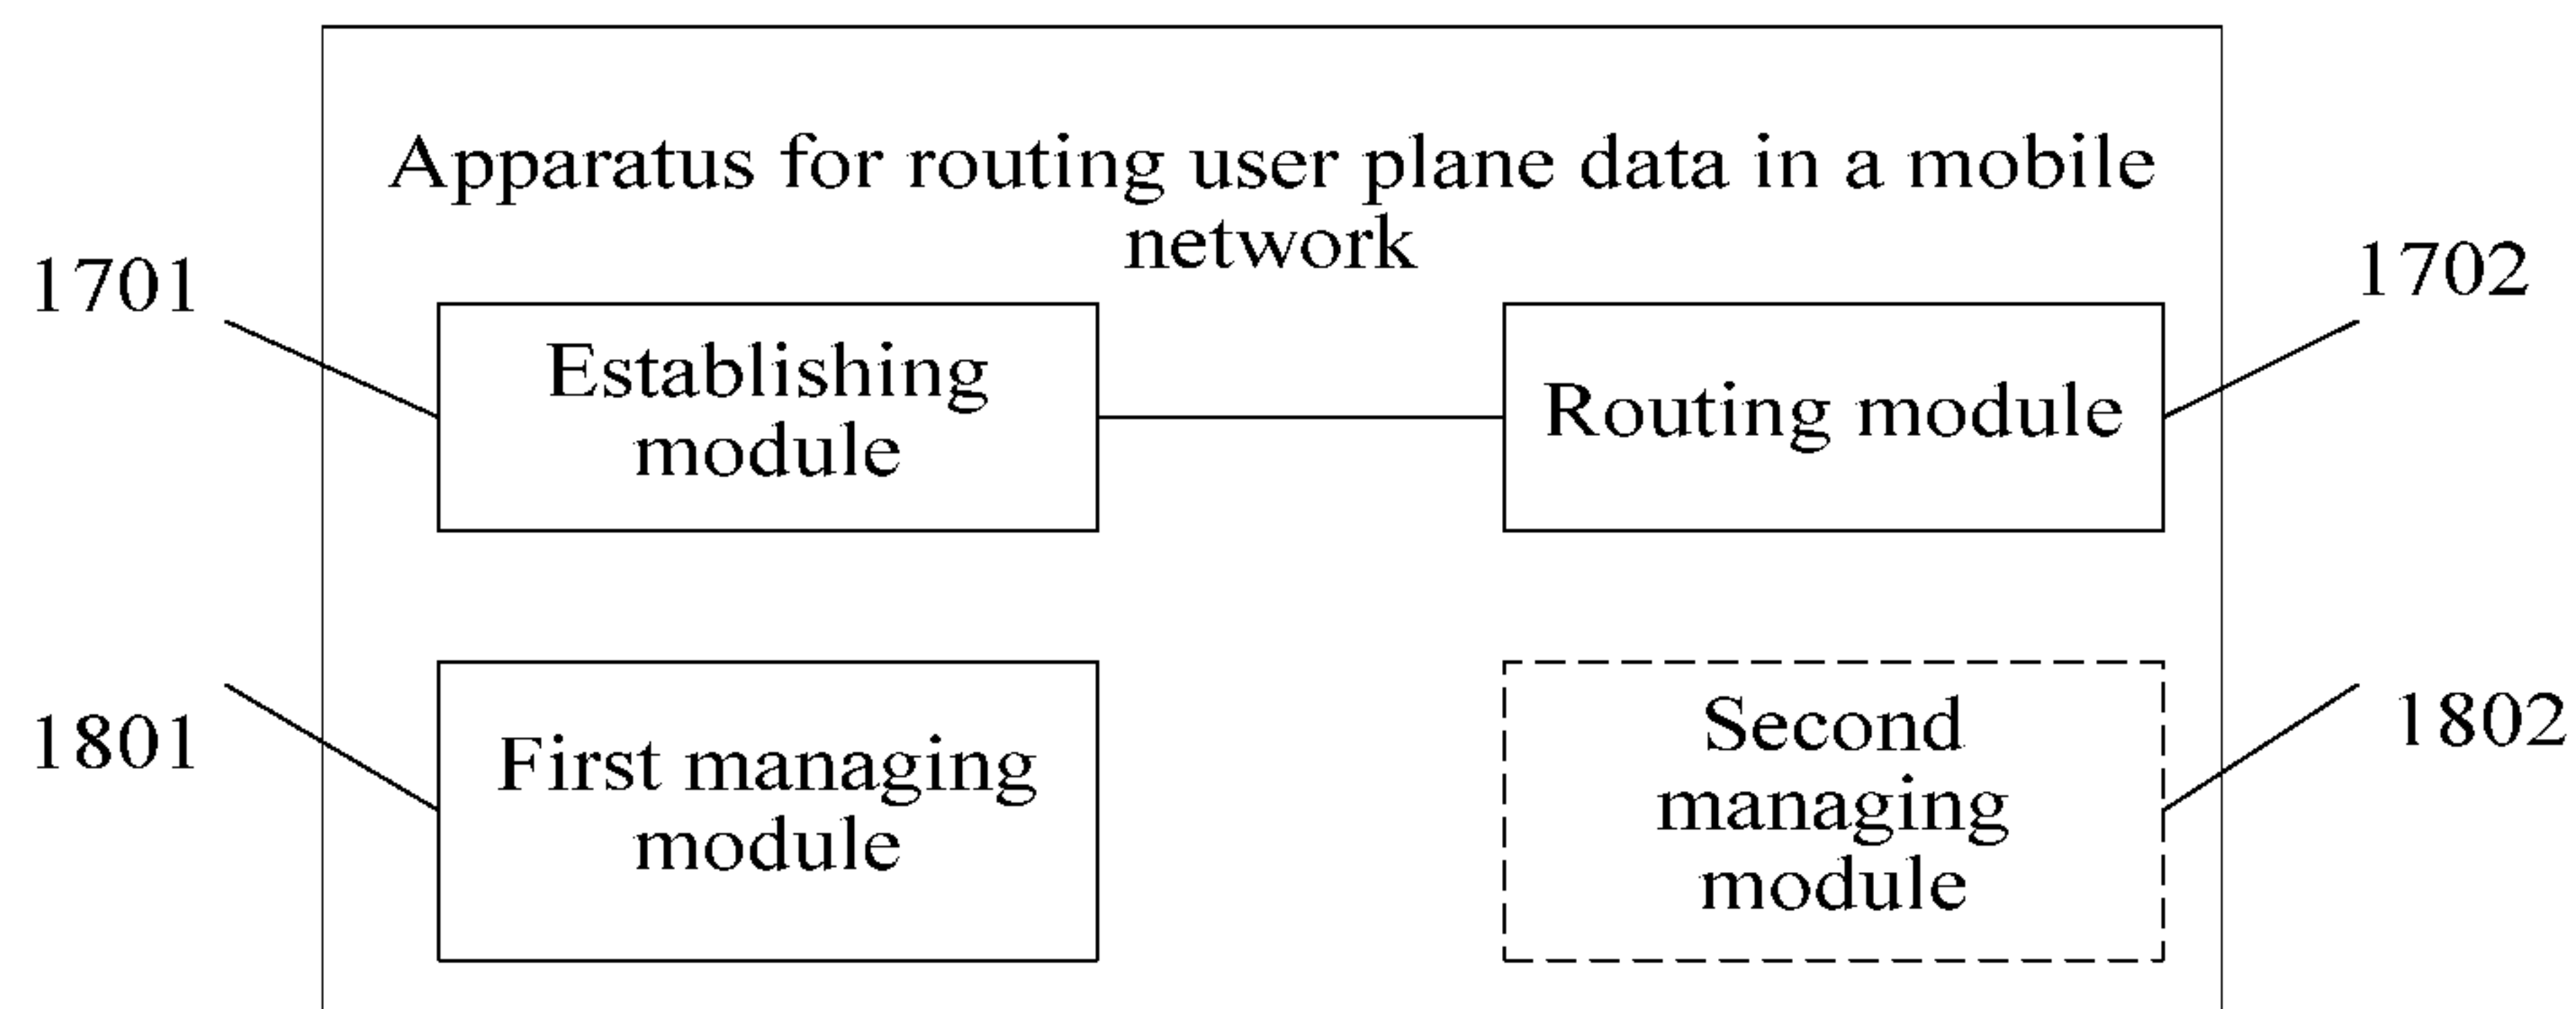 Apparatus for routing user plane data in a mobile
network
1701
1702
Establishing
module
Routing module
1801
1802
First managing
module
Second
managing
module